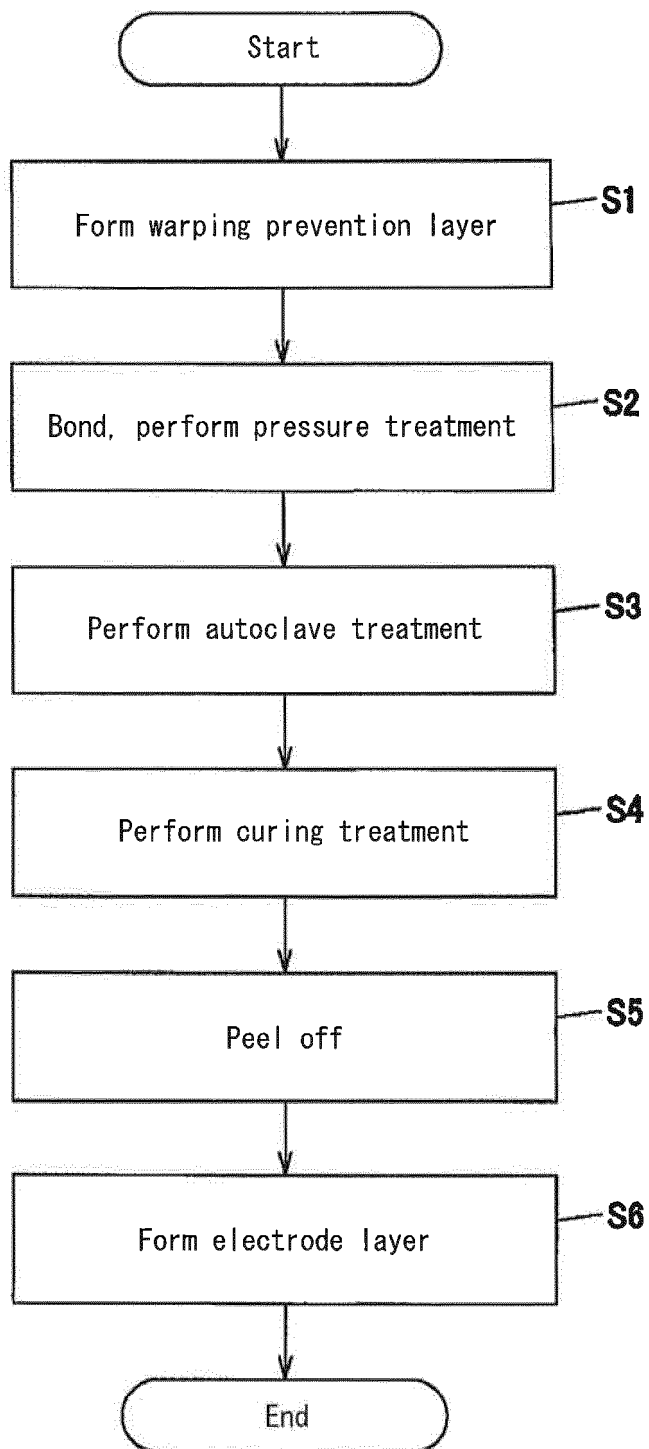 Start
Form warping prevention layer
S1
Bond, perform pressure treatment
S2
Perform autoclave treatment
S3
Perform curing treatment
S4
Peel off
S5
Form electrode layer
S6
End